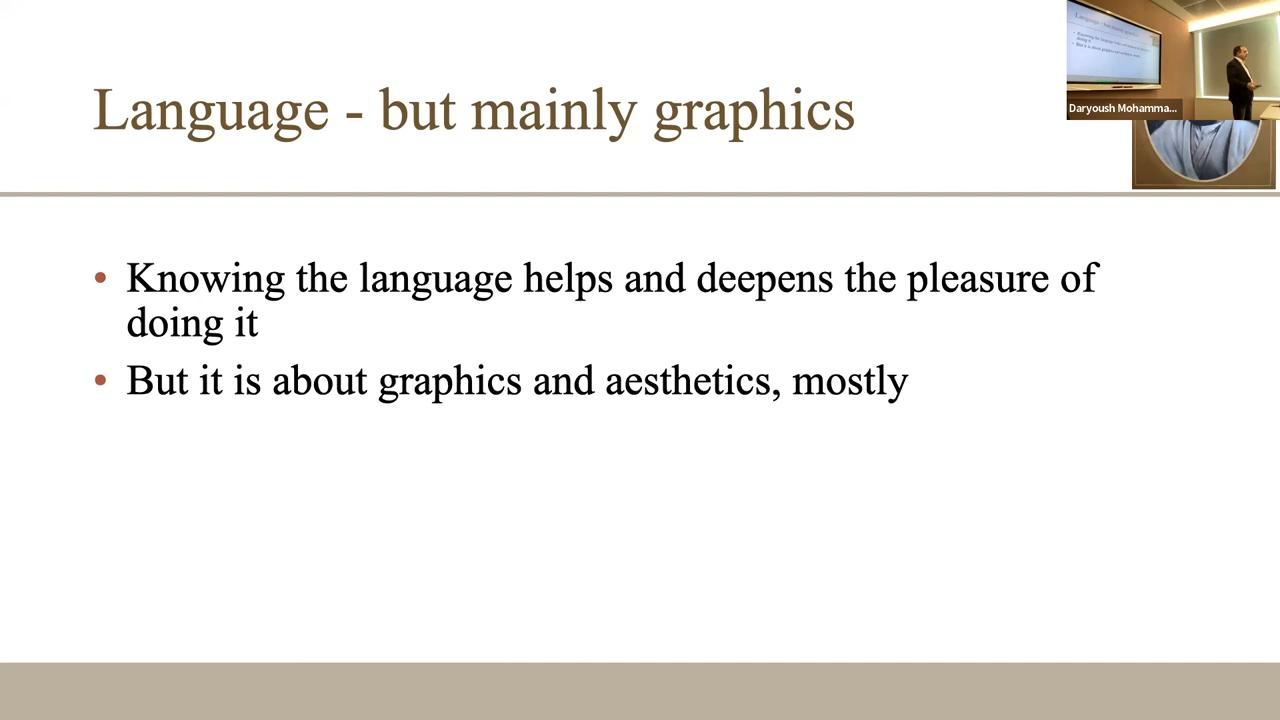 Language - but mainly graphics
Daryoush Mohamma...
• Knowing the language helps and deepens the pleasure of
doing it
• But it is about graphics and aesthetics, mostly